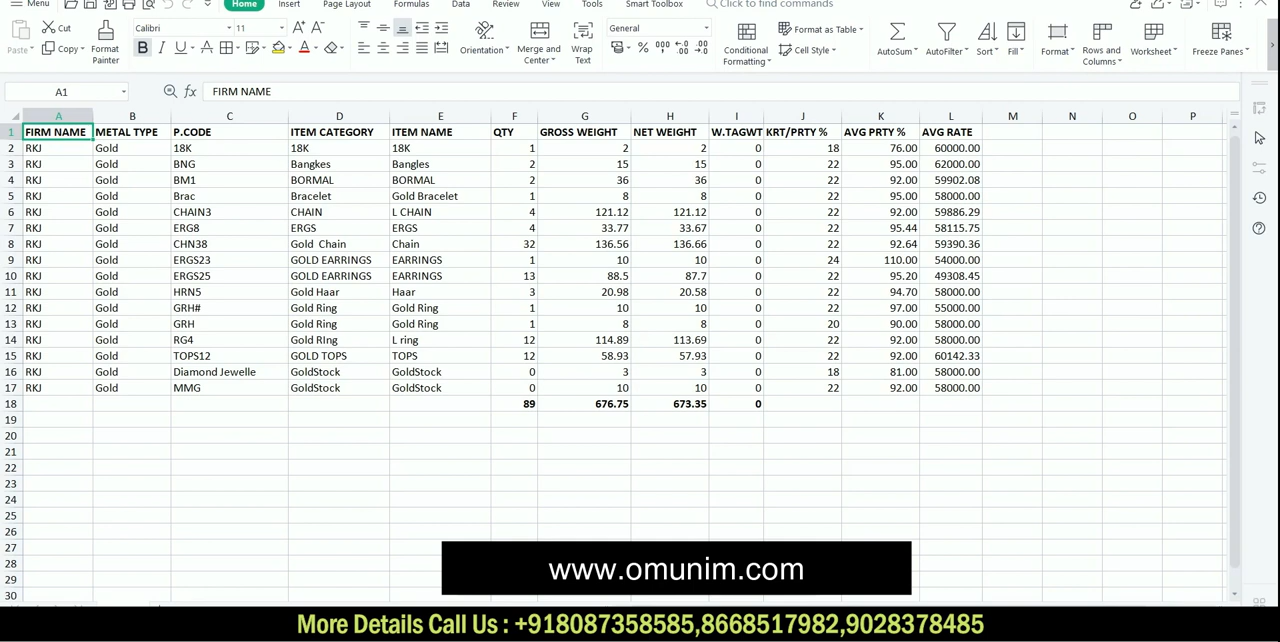 Menu Home Insert Page Layout Formulas Data Review View Tools Smart Toolbox Click to find commands
Cut Calibri 11 General Format as Table
Paste Copy Format Painter Orientation Merge and Center Wrap Text Conditional Formatting Cell Style AutoSum AutoFilter Sort Fill Format Rows and Columns Worksheet Freeze Panes
A1 fx FIRM NAME
A B C D E F G H I J K L M N O P
1 FIRM NAME METAL TYPE P.CODE ITEM CATEGORY ITEM NAME QTY GROSS WEIGHT NET WEIGHT W.TAGWT KRT/PRTY % AVG PRTY % AVG RATE
2 RKJ Gold 18K 18K 18K 1 2 2 0 18 76.00 60000.00
3 RKJ Gold BNG Bangkes Bangles 2 15 15 0 22 95.00 62000.00
4 RKJ Gold BM1 BORMAL BORMAL 2 36 36 0 22 92.00 59902.08
5 RKJ Gold Brac Bracelet Gold Bracelet 1 8 8 0 22 95.00 58000.00
6 RKJ Gold CHAIN3 CHAIN L CHAIN 4 121.12 121.12 0 22 92.00 59886.29
7 RKJ Gold ERG8 ERGS ERGS 4 33.77 33.67 0 22 95.44 58115.75
8 RKJ Gold CHN38 Gold Chain Chain 32 136.56 136.66 0 22 92.64 59390.36
9 RKJ Gold ERGS23 GOLD EARRINGS EARRINGS 1 10 10 0 24 110.00 54000.00
10 RKJ Gold ERGS25 GOLD EARRINGS EARRINGS 13 88.5 87.7 0 22 95.20 49308.45
11 RKJ Gold HRN5 Gold Haar Haar 3 20.98 20.58 0 22 94.70 58000.00
12 RKJ Gold GRH# Gold Ring Gold Ring 1 10 10 0 22 97.00 55000.00
13 RKJ Gold GRH Gold Ring Gold Ring 1 8 8 0 20 90.00 58000.00
14 RKJ Gold RG4 Gold RIng L ring 12 114.89 113.69 0 22 92.00 58000.00
15 RKJ Gold TOPS12 GOLD TOPS TOPS 12 58.93 57.93 0 22 92.00 60142.33
16 RKJ Gold Diamond Jewelle GoldStock GoldStock 0 3 3 0 18 81.00 58000.00
17 RKJ Gold MMG GoldStock GoldStock 0 10 10 0 22 92.00 58000.00
18 89 676.75 673.35 0
19
20
21
22
23
24
25
26
27
28
29
30
www.omunim.com
More Details Call Us : +918087358585,8668517982,9028378485